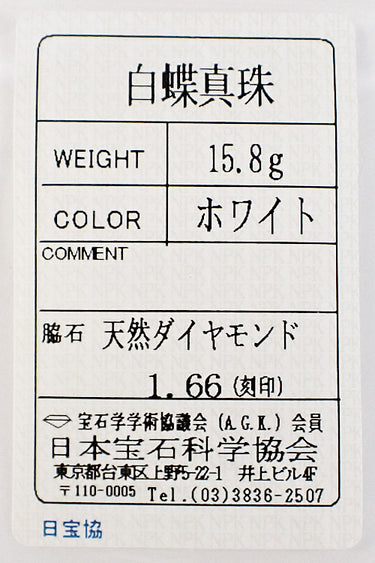 白蝶真珠
WEIGHT 15.8g
COLOR ホワイト
COMMENT
脇石 天然ダイヤモンド
1.66 (刻印)
宝石学学術協議会 (A.G.K.) 会員
日本宝石科学協会
東京都台東区上野5-22-1 井上ビル4F
〒110-0005 Tel.(03)3836-2507
日宝協